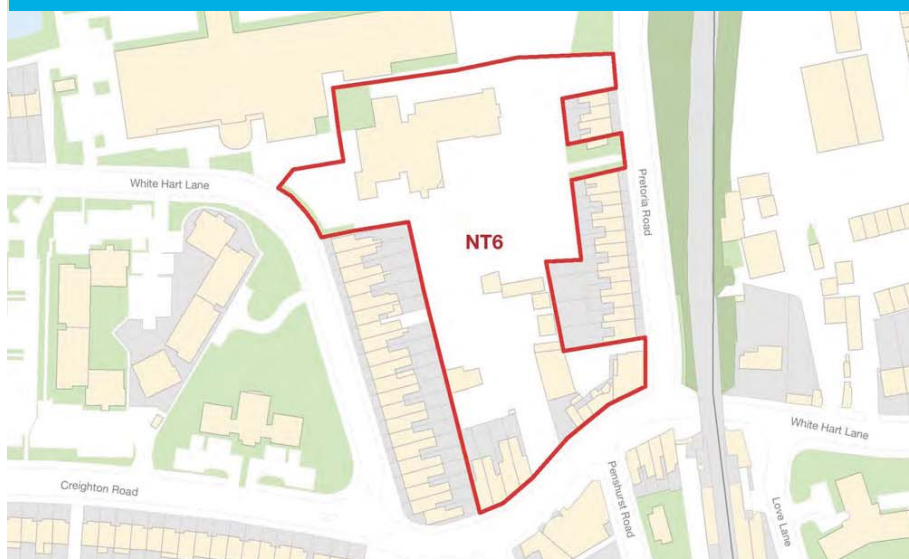 White Hart Lane
NT6
Pretoria Road
White Hart Lane
Creighton Road
Penshurst Road
Love Lane